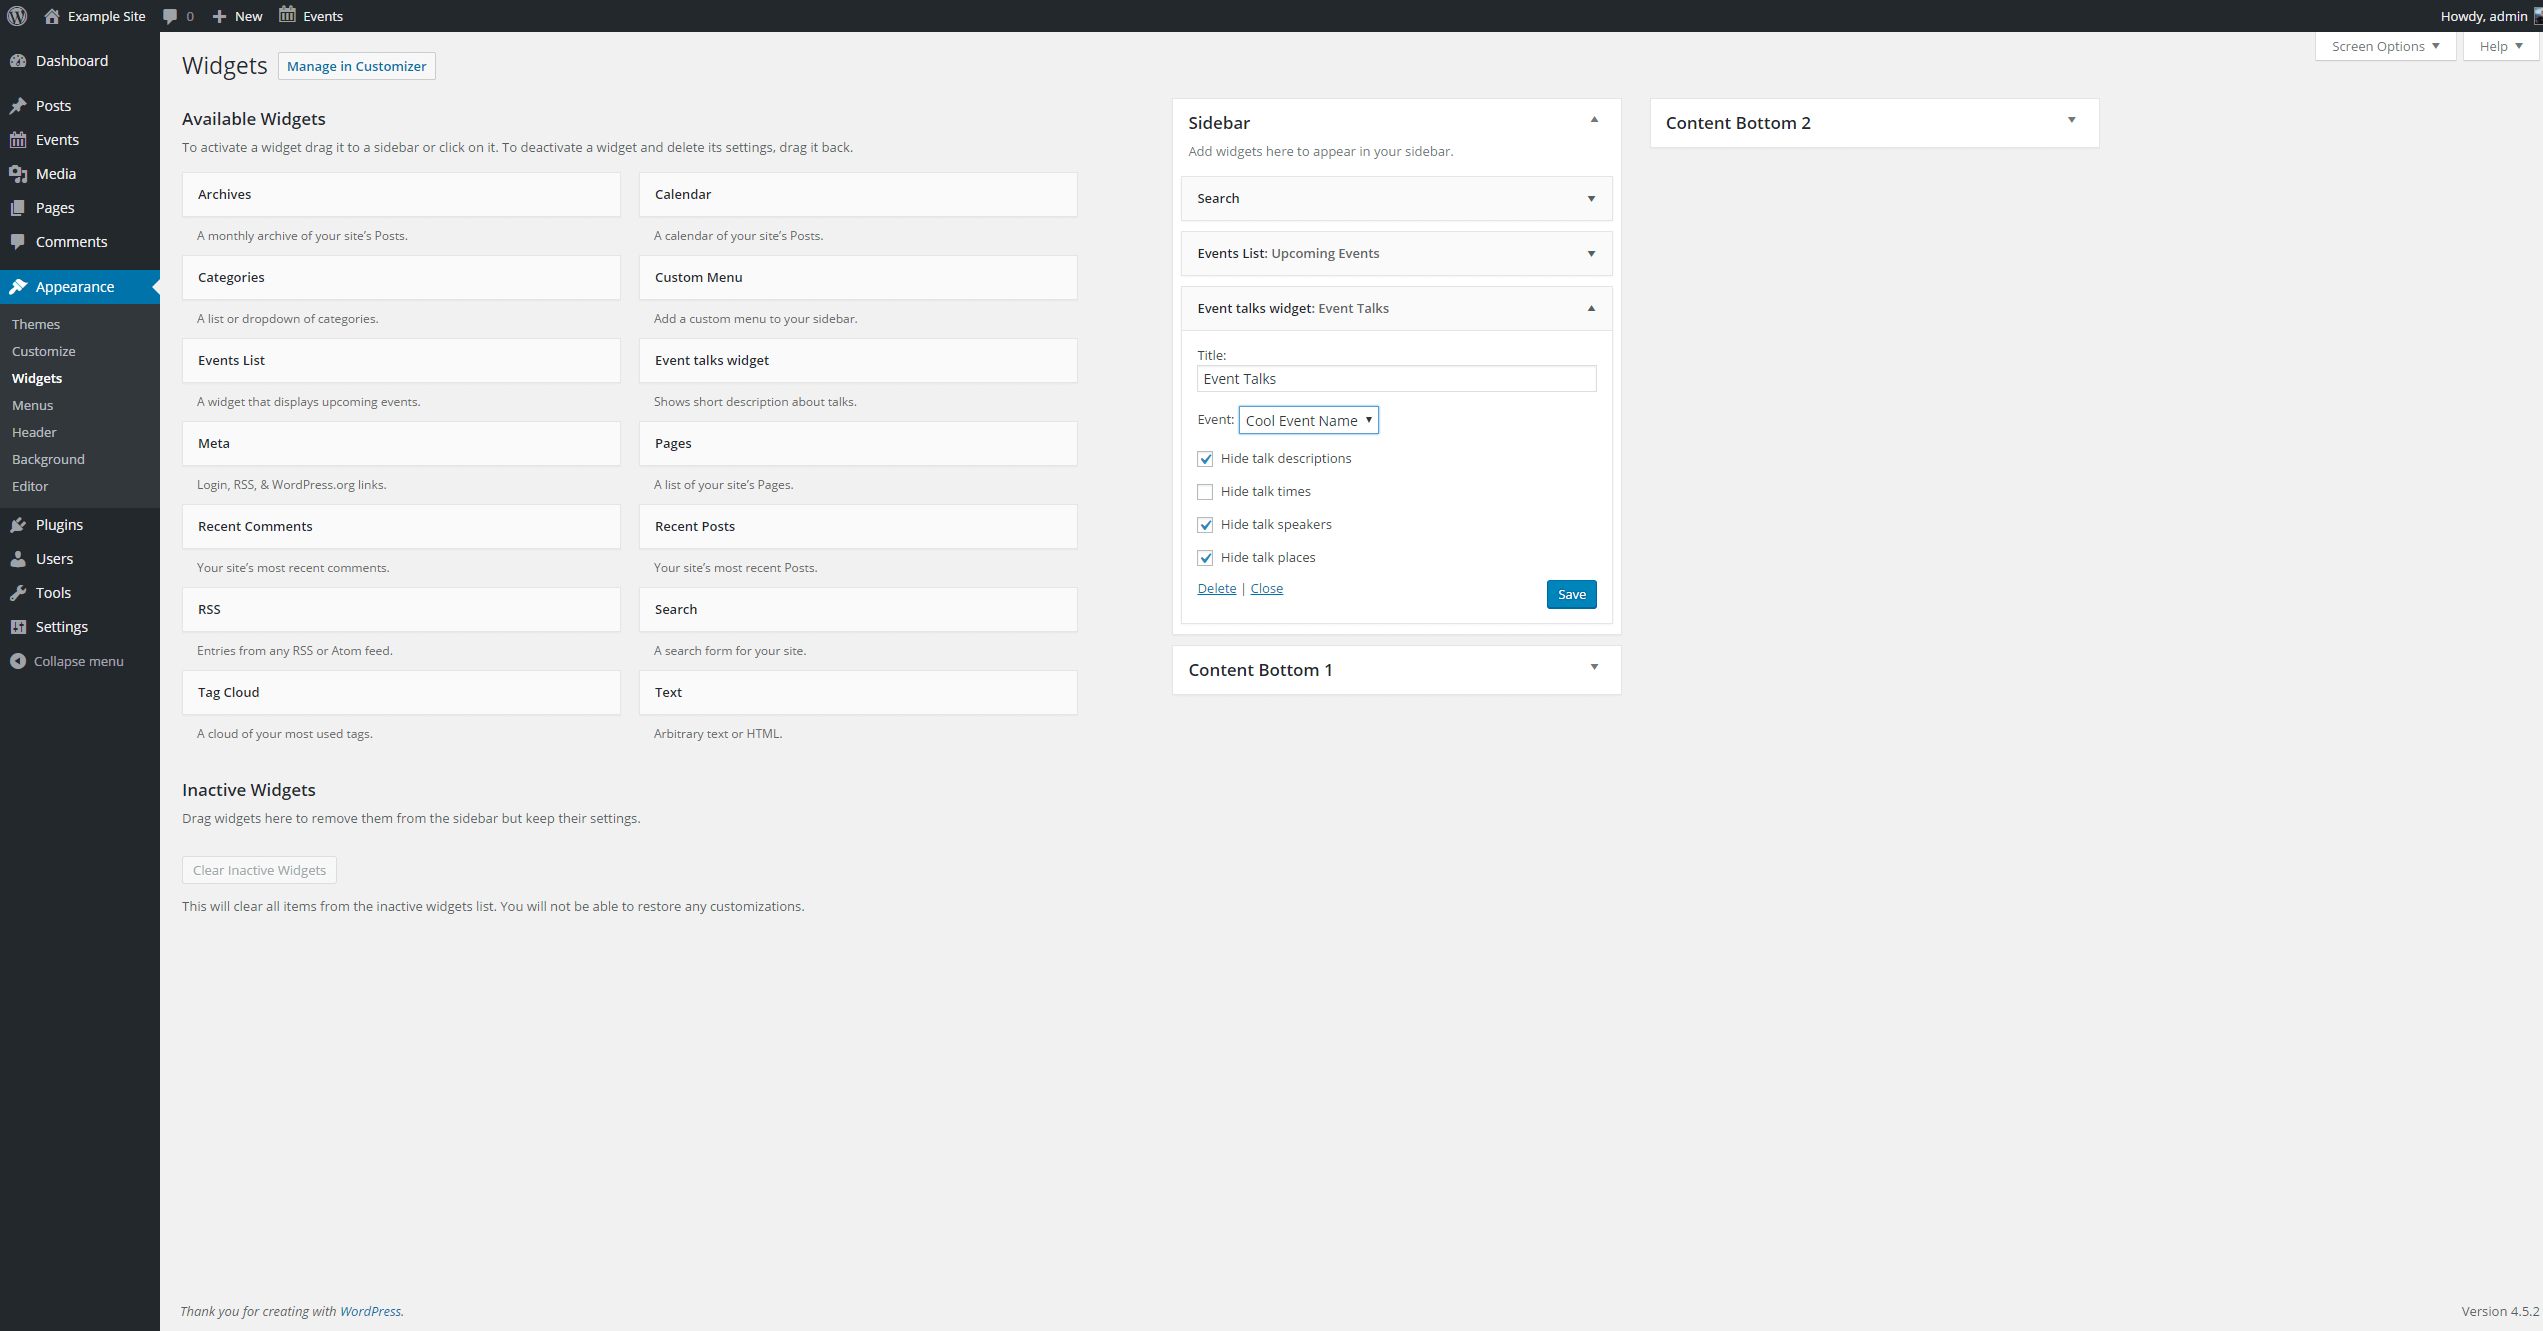 Example Site 0 New Events Howdy, admin
Dashboard
Posts
Events
Media
Pages
Comments
Appearance
Themes
Customize
Widgets
Menus
Header
Background
Editor
Plugins
Users
Tools
Settings
Collapse menu
Screen Options Help
Widgets Manage in Customizer
Available Widgets
To activate a widget drag it to a sidebar or click on it. To deactivate a widget and delete its settings, drag it back.
Archives Calendar
A monthly archive of your site’s Posts. A calendar of your site’s Posts.
Categories Custom Menu
A list or dropdown of categories. Add a custom menu to your sidebar.
Events List Event talks widget
A widget that displays upcoming events. Shows short description about talks.
Meta Pages
Login, RSS, & WordPress.org links. A list of your site’s Pages.
Recent Comments Recent Posts
Your site’s most recent comments. Your site’s most recent Posts.
RSS Search
Entries from any RSS or Atom feed. A search form for your site.
Tag Cloud Text
A cloud of your most used tags. Arbitrary text or HTML.
Inactive Widgets
Drag widgets here to remove them from the sidebar but keep their settings.
Clear Inactive Widgets
This will clear all items from the inactive widgets list. You will not be able to restore any customizations.
Sidebar
Add widgets here to appear in your sidebar.
Search
Events List: Upcoming Events
Event talks widget: Event Talks
Title:
Event Talks
Event: Cool Event Name
Hide talk descriptions
Hide talk times
Hide talk speakers
Hide talk places
Delete | Close Save
Content Bottom 1
Content Bottom 2
Thank you for creating with WordPress. Version 4.5.2